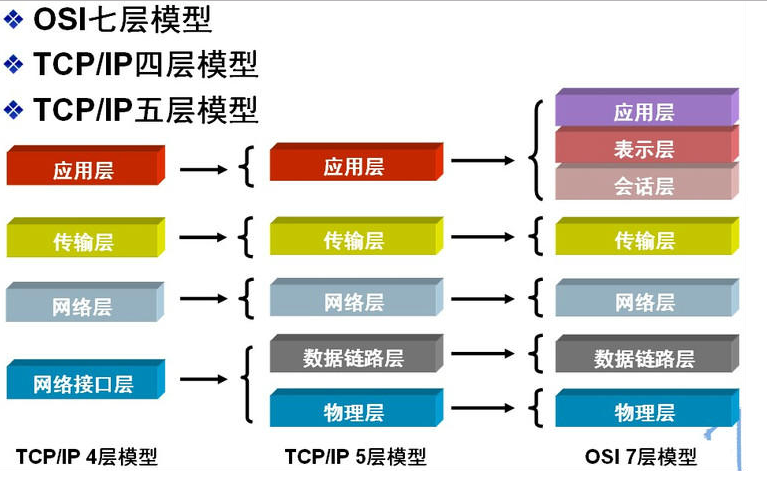 OSI七层模型
TCP/IP四层模型
TCP/IP五层模型
应用层
传输层
网络层
网络接口层
TCP/IP 4层模型
应用层
传输层
网络层
数据链路层
物理层
TCP/IP 5层模型
应用层
表示层
会话层
传输层
网络层
数据链路层
物理层
OSI 7层模型